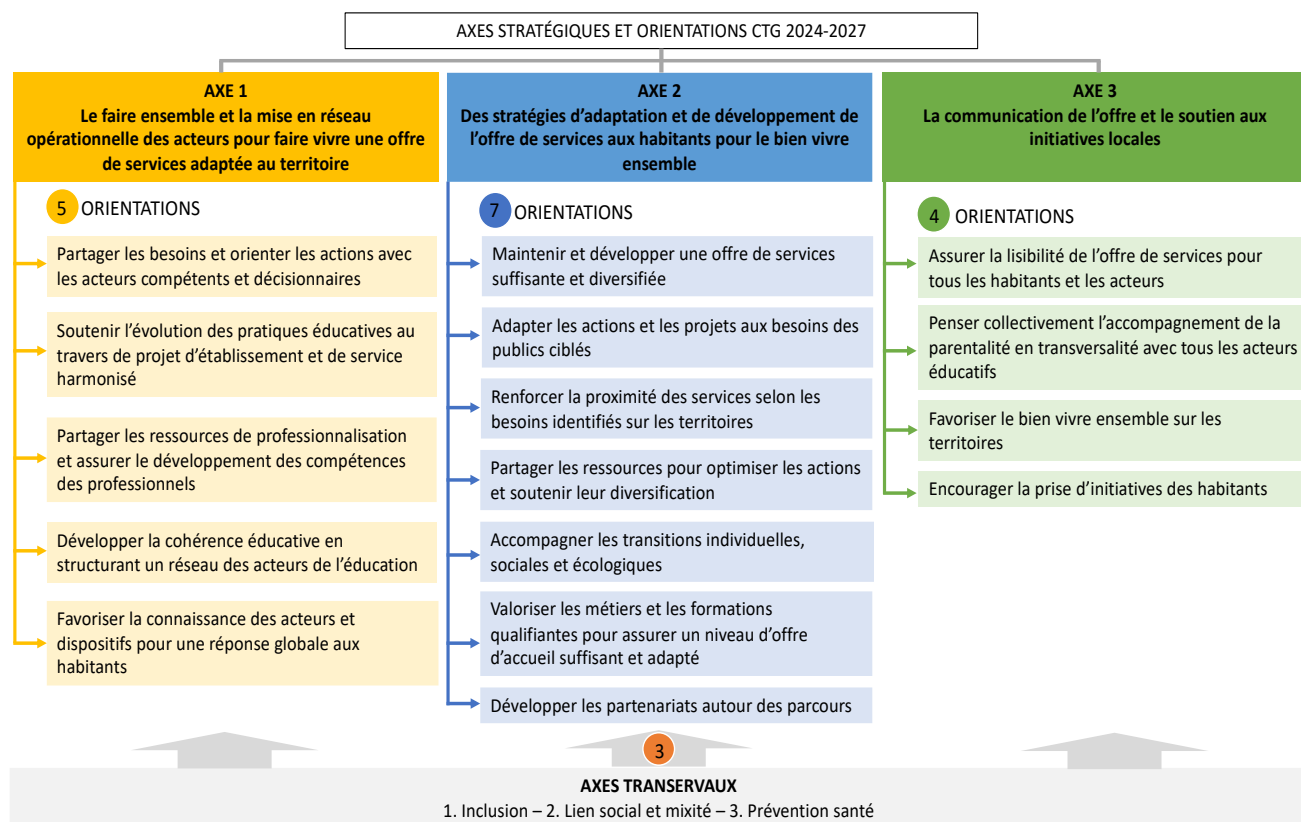 AXES STRATÉGIQUES ET ORIENTATIONS CTG 2024-2027
AXE 1
Le faire ensemble et la mise en réseau
opérationnelle des acteurs pour faire vivre une offre
de services adaptée au territoire
5 ORIENTATIONS
Partager les besoins et orienter les actions avec
les acteurs compétents et décisionnaires
Soutenir l’évolution des pratiques éducatives au
travers de projet d’établissement et de service
harmonisé
Partager les ressources de professionnalisation
et assurer le développement des compétences
des professionnels
Développer la cohérence éducative en
structurant un réseau des acteurs de l’éducation
Favoriser la connaissance des acteurs et
dispositifs pour une réponse globale aux
habitants
AXE 2
Des stratégies d’adaptation et de développement de
l’offre de services aux habitants pour le bien vivre
ensemble
7 ORIENTATIONS
Maintenir et développer une offre de services
suffisante et diversifiée
Adapter les actions et les projets aux besoins des
publics ciblés
Renforcer la proximité des services selon les
besoins identifiés sur les territoires
Partager les ressources pour optimiser les actions
et soutenir leur diversification
Accompagner les transitions individuelles,
sociales et écologiques
Valoriser les métiers et les formations
qualifiantes pour assurer un niveau d’offre
d’accueil suffisant et adapté
Développer les partenariats autour des parcours
AXE 3
La communication de l’offre et le soutien aux
initiatives locales
4 ORIENTATIONS
Assurer la lisibilité de l’offre de services pour
tous les habitants et les acteurs
Penser collectivement l’accompagnement de la
parentalité en transversalité avec tous les acteurs
éducatifs
Favoriser le bien vivre ensemble sur les
territoires
Encourager la prise d’initiatives des habitants
3
AXES TRANSERVAUX
1. Inclusion – 2. Lien social et mixité – 3. Prévention santé